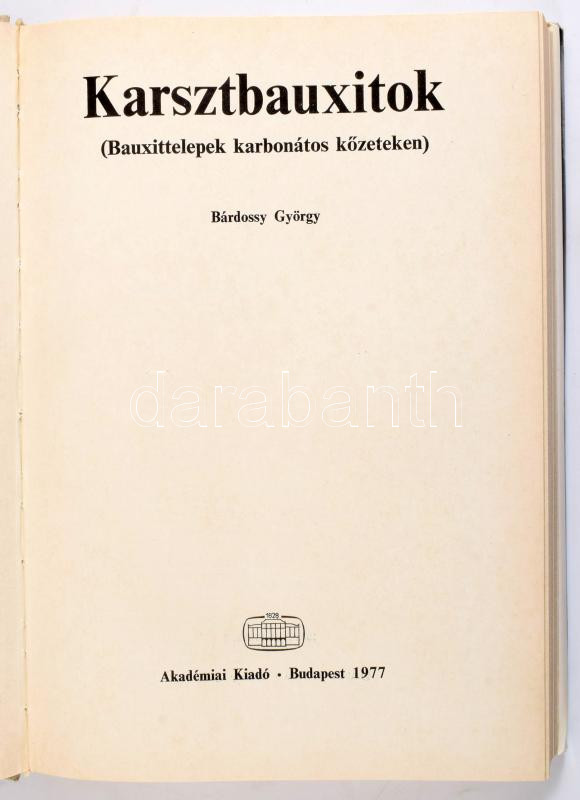 Karsztbauxitok
(Bauxittelepek karbonátos kőzeteken)
Bárdossy György
darabanth
1828
Akadémiai Kiadó • Budapest 1977